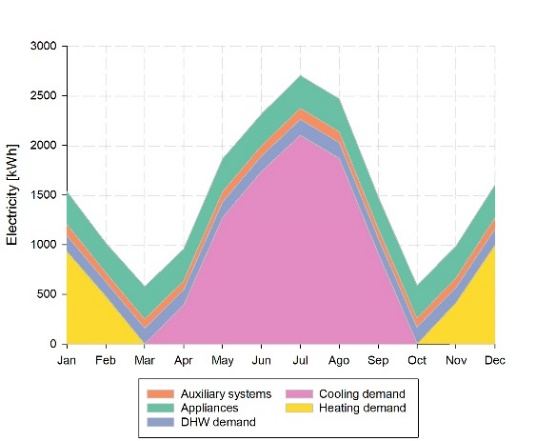 3000
2500
2000
1500
1000
500
0
Electricity [kWh]
Jan Feb Mar Apr May Jun Jul Ago Sep Oct Nov Dec
Auxiliary systems Cooling demand
Appliances Heating demand
DHW demand